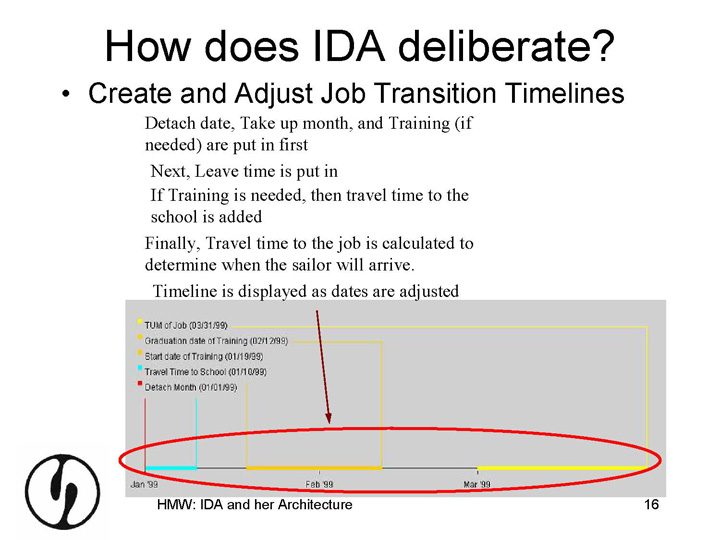 How does IDA deliberate?
• Create and Adjust Job Transition Timelines
Detach date, Take up month, and Training (if
needed) are put in first
Next, Leave time is put in
If Training is needed, then travel time to the
school is added
Finally, Travel time to the job is calculated to
determine when the sailor will arrive.
Timeline is displayed as dates are adjusted
TUM of Job (03/31/99)
Graduation date of Training (02/12/99)
Start date of Training (01/19/99)
Travel Time to School (01/10/99)
Detach Month (01/01/99)
Jan '99 Feb '99 Mar '99
HMW: IDA and her Architecture 16